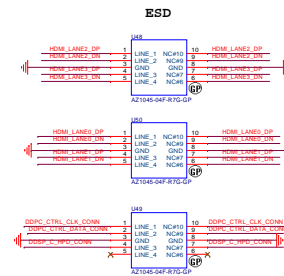 ESD
U48
HDMI_LANE2_DP 1 LINE_1 NC#10 10 HDMI_LANE2_DP
HDMI_LANE2_DN 2 LINE_2 NC#9 9 HDMI_LANE2_DN
3 GND GND 8
HDMI_LANE3_DP 4 LINE_3 NC#7 7 HDMI_LANE3_DP
HDMI_LANE3_DN 5 LINE_4 NC#6 6 HDMI_LANE3_DN
GP
AZ1045-04F-R7G-GP
U50
HDMI_LANE0_DP 1 LINE_1 NC#10 10 HDMI_LANE0_DP
HDMI_LANE0_DN 2 LINE_2 NC#9 9 HDMI_LANE0_DN
3 GND GND 8
HDMI_LANE1_DP 4 LINE_3 NC#7 7 HDMI_LANE1_DP
HDMI_LANE1_DN 5 LINE_4 NC#6 6 HDMI_LANE1_DN
GP
AZ1045-04F-R7G-GP
U49
DDPC_CTRL_CLK_CONN 1 LINE_1 NC#10 10 DDPC_CTRL_CLK_CONN
DDPC_CTRL_DATA_CONN 2 LINE_2 NC#9 9 DDPC_CTRL_DATA_CONN
3 GND GND 8
DDSP_C_HPD_CONN 4 LINE_3 NC#7 7 DDSP_C_HPD_CONN
5 LINE_4 NC#6 6
GP
AZ1045-04F-R7G-GP